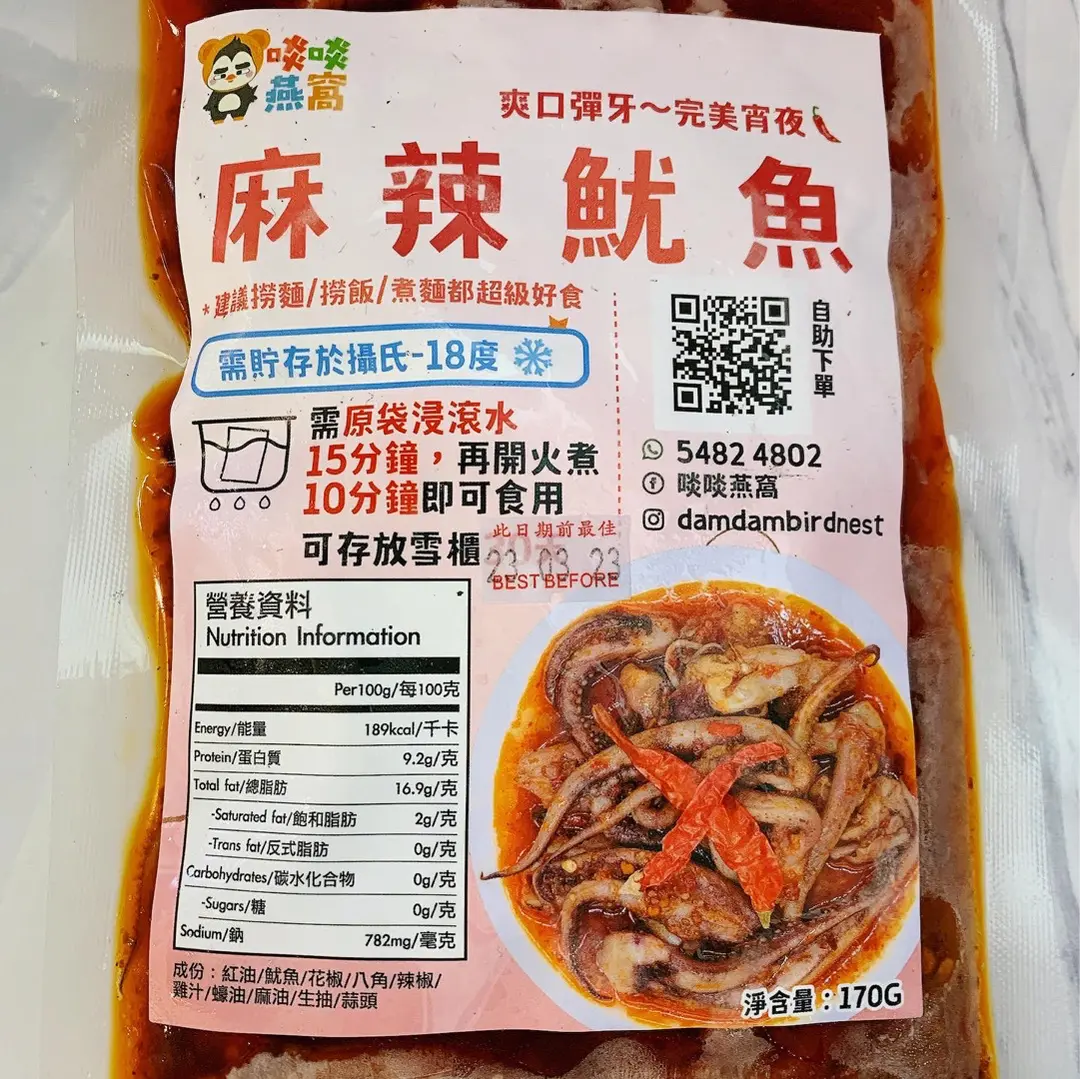 啖啖
燕窩
爽口彈牙～完美宵夜
麻辣魷魚
*建議撈麵/撈飯/煮麵都超級好食
需貯存於攝氏-18度
需原袋浸滾水
15分鐘，再開火煮
10分鐘即可食用
可存放雪櫃
此日期前最佳
23 03 23
BEST BEFORE
自助下單
5482 4802
啖啖燕窩
damdambirdnest
營養資料
Nutrition Information
Per100g/每100克
Energy/能量 189kcal/千卡
Protein/蛋白質 9.2g/克
Total fat/總脂肪 16.9g/克
-Saturated fat/飽和脂肪 2g/克
-Trans fat/反式脂肪 0g/克
Carbohydrates/碳水化合物 0g/克
-Sugars/糖 0g/克
Sodium/鈉 782mg/毫克
成份：紅油/魷魚/花椒/八角/辣椒/
雞汁/蠔油/麻油/生抽/蒜頭
淨含量：170G